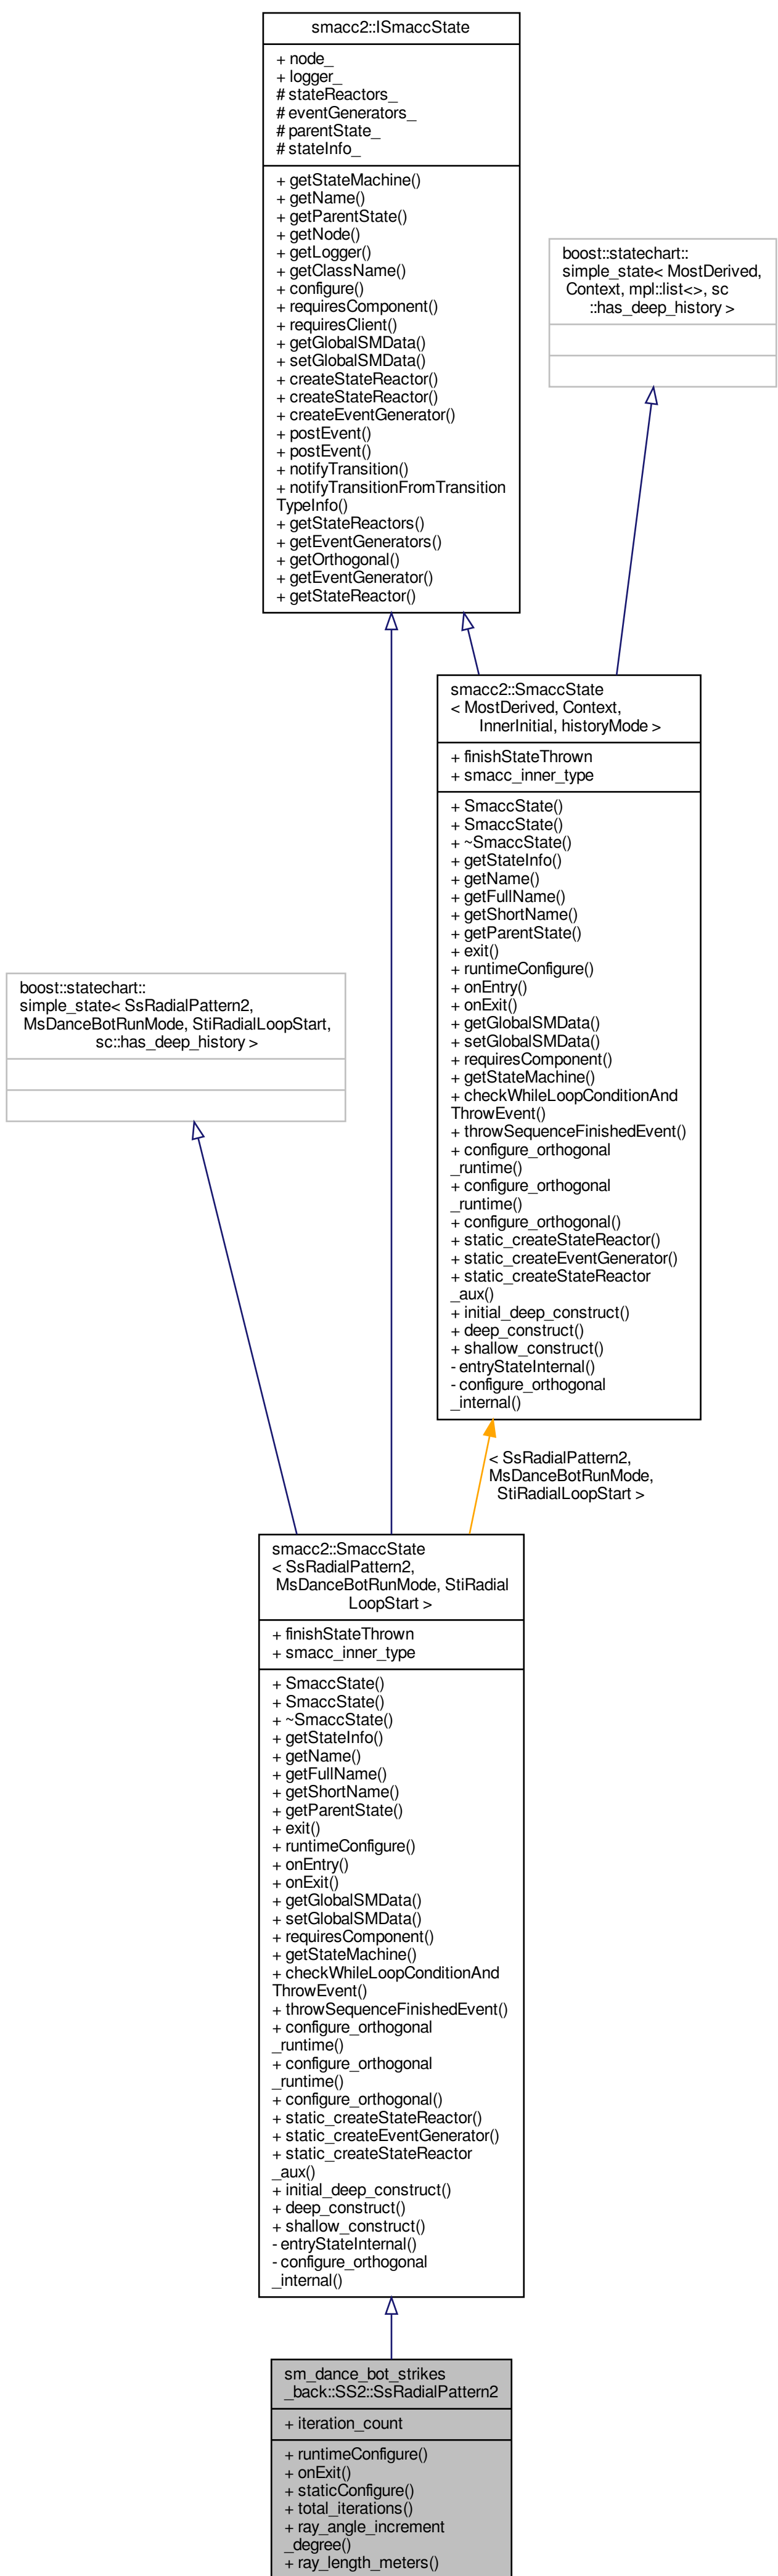 smacc2::ISmaccState
+ node_
+ logger_
# stateReactors_
# eventGenerators_
# parentState_
# stateInfo_
+ getStateMachine()
+ getName()
+ getParentState()
+ getNode()
+ getLogger()
+ getClassName()
+ configure()
+ requiresComponent()
+ requiresClient()
+ getGlobalSMData()
+ setGlobalSMData()
+ createStateReactor()
+ createStateReactor()
+ createEventGenerator()
+ postEvent()
+ postEvent()
+ notifyTransition()
+ notifyTransitionFromTransition
TypeInfo()
+ getStateReactors()
+ getEventGenerators()
+ getOrthogonal()
+ getEventGenerator()
+ getStateReactor()
boost::statechart::
simple_state< MostDerived,
Context, mpl::list<>, sc
::has_deep_history >
smacc2::SmaccState
< MostDerived, Context,
InnerInitial, historyMode >
+ finishStateThrown
+ smacc_inner_type
+ SmaccState()
+ SmaccState()
+ ~SmaccState()
+ getStateInfo()
+ getName()
+ getFullName()
+ getShortName()
+ getParentState()
+ exit()
+ runtimeConfigure()
+ onEntry()
+ onExit()
+ getGlobalSMData()
+ setGlobalSMData()
+ requiresComponent()
+ getStateMachine()
+ checkWhileLoopConditionAnd
ThrowEvent()
+ throwSequenceFinishedEvent()
+ configure_orthogonal
_runtime()
+ configure_orthogonal
_runtime()
+ configure_orthogonal()
+ static_createStateReactor()
+ static_createEventGenerator()
+ static_createStateReactor
_aux()
+ initial_deep_construct()
+ deep_construct()
+ shallow_construct()
- entryStateInternal()
- configure_orthogonal
_internal()
boost::statechart::
simple_state< SsRadialPattern2,
MsDanceBotRunMode, StiRadialLoopStart,
sc::has_deep_history >
< SsRadialPattern2,
MsDanceBotRunMode,
StiRadialLoopStart >
smacc2::SmaccState
< SsRadialPattern2,
MsDanceBotRunMode, StiRadial
LoopStart >
+ finishStateThrown
+ smacc_inner_type
+ SmaccState()
+ SmaccState()
+ ~SmaccState()
+ getStateInfo()
+ getName()
+ getFullName()
+ getShortName()
+ getParentState()
+ exit()
+ runtimeConfigure()
+ onEntry()
+ onExit()
+ getGlobalSMData()
+ setGlobalSMData()
+ requiresComponent()
+ getStateMachine()
+ checkWhileLoopConditionAnd
ThrowEvent()
+ throwSequenceFinishedEvent()
+ configure_orthogonal
_runtime()
+ configure_orthogonal
_runtime()
+ configure_orthogonal()
+ static_createStateReactor()
+ static_createEventGenerator()
+ static_createStateReactor
_aux()
+ initial_deep_construct()
+ deep_construct()
+ shallow_construct()
- entryStateInternal()
- configure_orthogonal
_internal()
sm_dance_bot_strikes
_back::SS2::SsRadialPattern2
+ iteration_count
+ runtimeConfigure()
+ onExit()
+ staticConfigure()
+ total_iterations()
+ ray_angle_increment
_degree()
+ ray_length_meters()